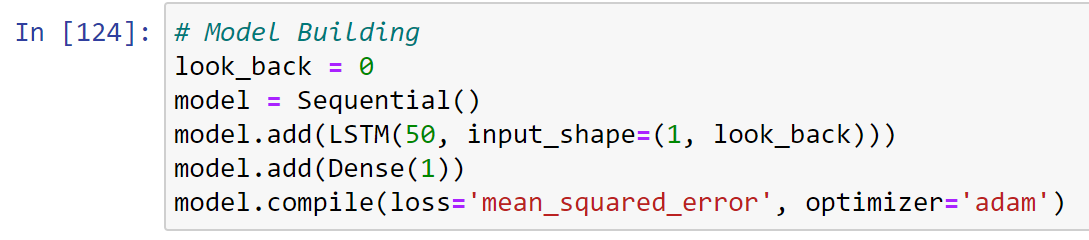 In [124]: # Model Building
look_back = 0
model = Sequential()
model.add(LSTM(50, input_shape=(1, look_back)))
model.add(Dense(1))
model.compile(loss='mean_squared_error', optimizer='adam')